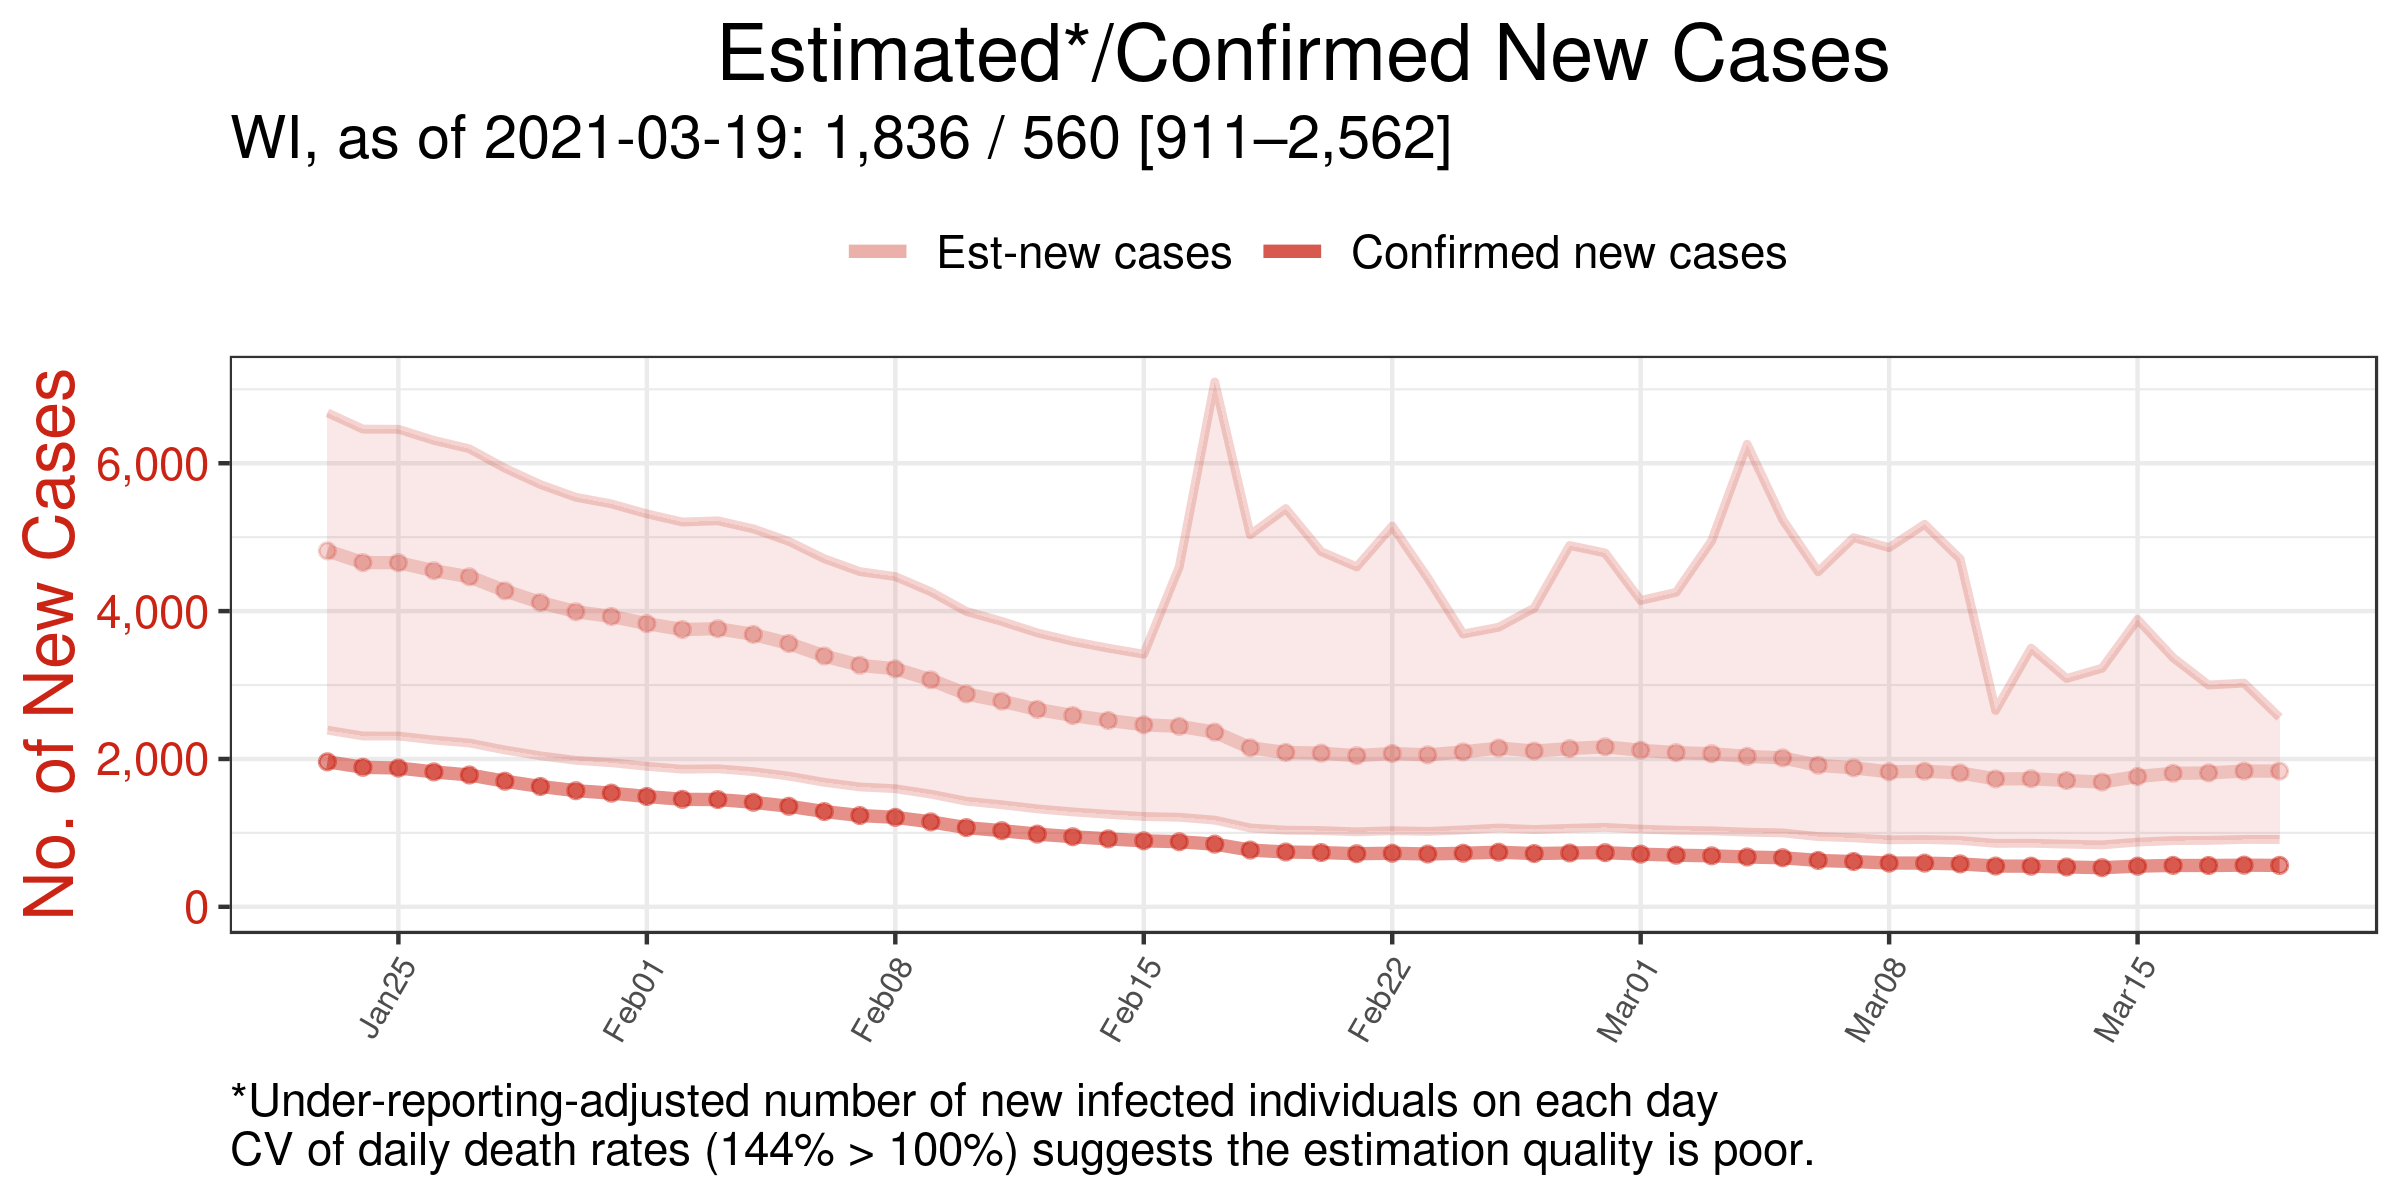 Estimated*/Confirmed New Cases
WI, as of 2021-03-19: 1,836 / 560 [911–2,562]
Est-new cases
Confirmed new cases
No. of New Cases
6,000
4,000
2,000
0
Jan25
Feb01
Feb08
Feb15
Feb22
Mar01
Mar08
Mar15
*Under-reporting-adjusted number of new infected individuals on each day
CV of daily death rates (144% > 100%) suggests the estimation quality is poor.